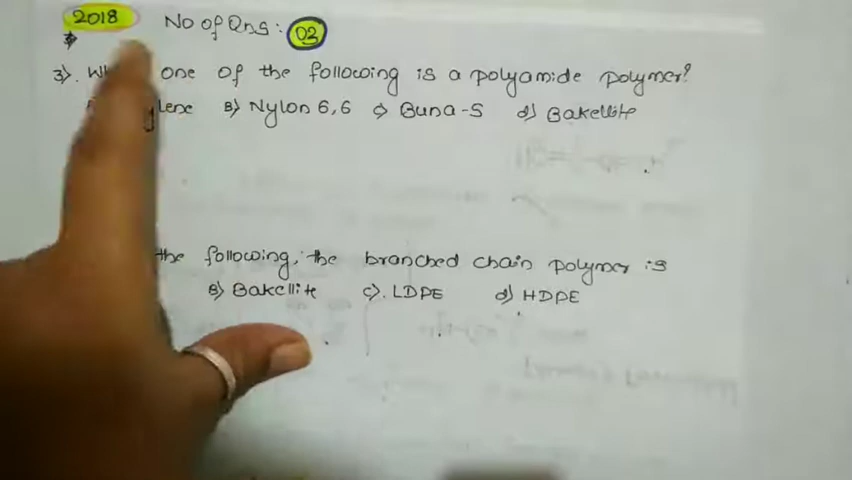 2018 No of Qns: 02
3). one of the following is a polyamide polymer?
B) Nylon 6,6 c) Buna-S d) Bakellite
the following, the branched chain polymer is
B) Bakellite c). LDPE d) HDPE